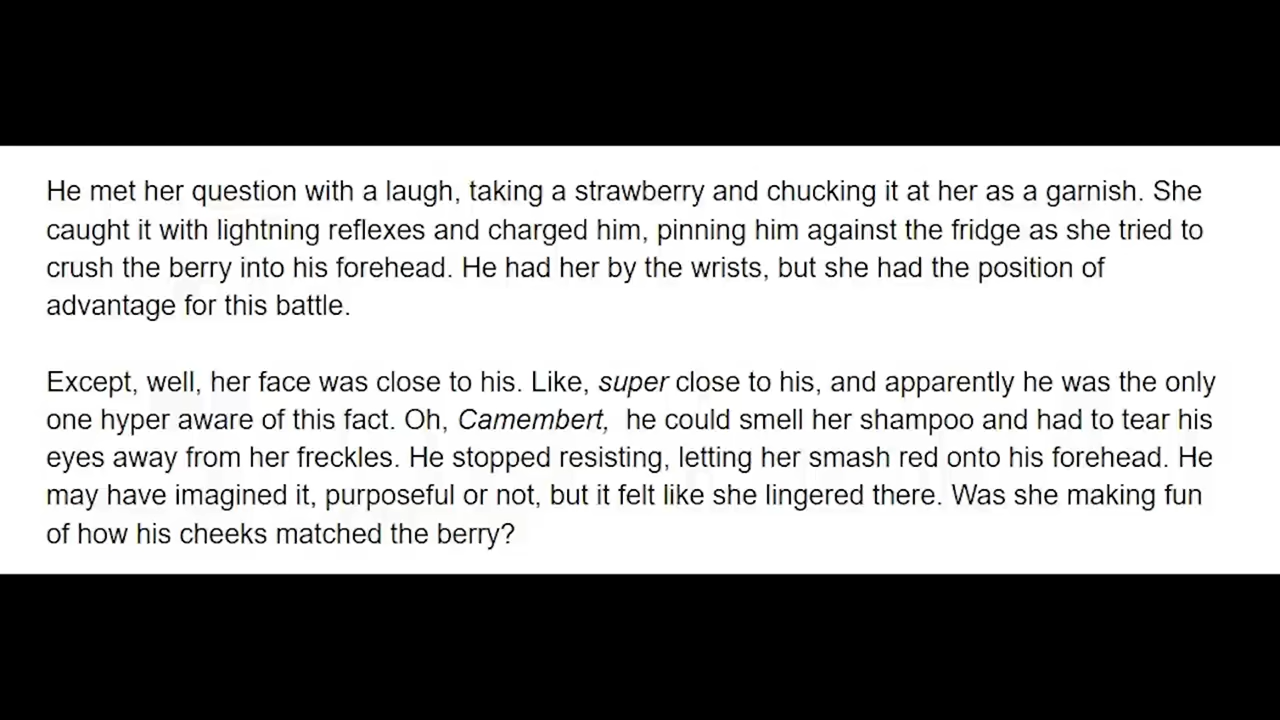 He met her question with a laugh, taking a strawberry and chucking it at her as a garnish. She
caught it with lightning reflexes and charged him, pinning him against the fridge as she tried to
crush the berry into his forehead. He had her by the wrists, but she had the position of
advantage for this battle.
Except, well, her face was close to his. Like, super close to his, and apparently he was the only
one hyper aware of this fact. Oh, Camembert,  he could smell her shampoo and had to tear his
eyes away from her freckles. He stopped resisting, letting her smash red onto his forehead. He
may have imagined it, purposeful or not, but it felt like she lingered there. Was she making fun
of how his cheeks matched the berry?